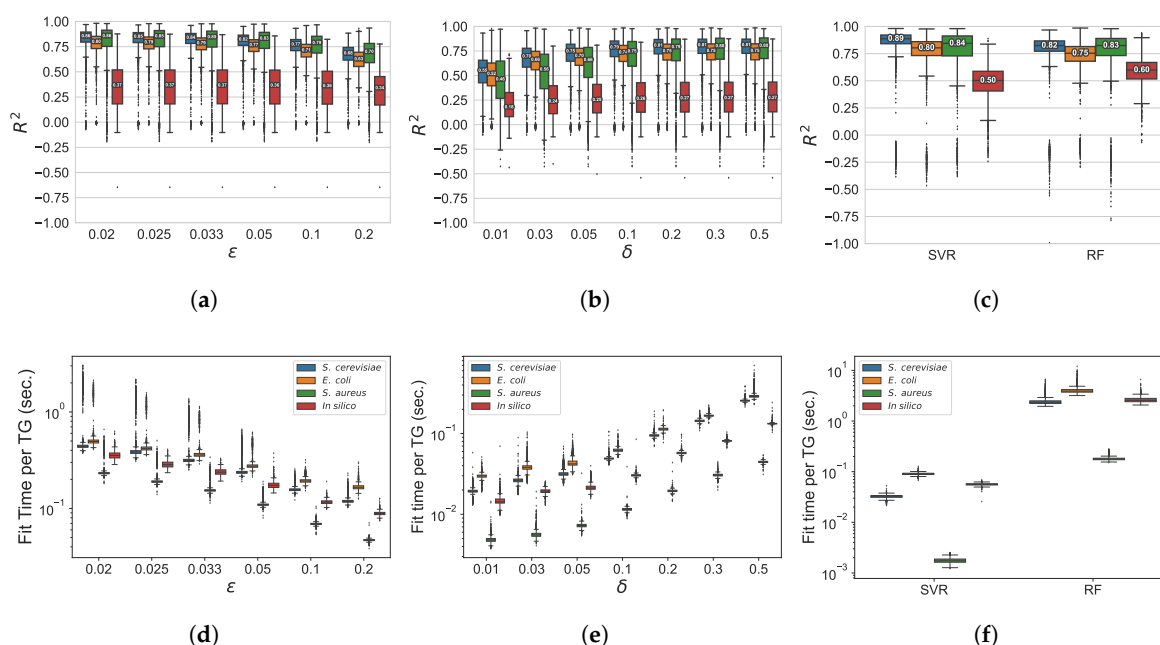 1.00
0.75
0.50
0.25
0.00
−0.25
−0.50
−0.75
−1.00
R²
0.37 0.37 0.37 0.34
0.02 0.025 0.033 0.05 0.1 0.2
ε
(a)
1.00
0.75
0.50
0.25
0.00
−0.25
−0.50
−0.75
−1.00
R²
0.01 0.03 0.05 0.1 0.2 0.3 0.5
δ
(b)
1.00
0.75
0.50
0.25
0.00
−0.25
−0.50
−0.75
−1.00
R²
0.89 0.80 0.84 0.50 0.82 0.75 0.83 0.60
SVR RF
(c)
10⁰
10⁻¹
Fit Time per TG (sec.)
S. cerevisiae
E. coli
S. aureus
In silico
0.02 0.025 0.033 0.05 0.1 0.2
ε
(d)
10⁻¹
10⁻²
Fit time per TG (sec.)
S. cerevisiae
E. coli
S. aureus
In silico
0.01 0.03 0.05 0.1 0.2 0.3 0.5
δ
(e)
10¹
10⁰
10⁻¹
10⁻²
10⁻³
Fit time per TG (sec.)
S. cerevisiae
E. coli
S. aureus
In silico
SVR RF
(f)